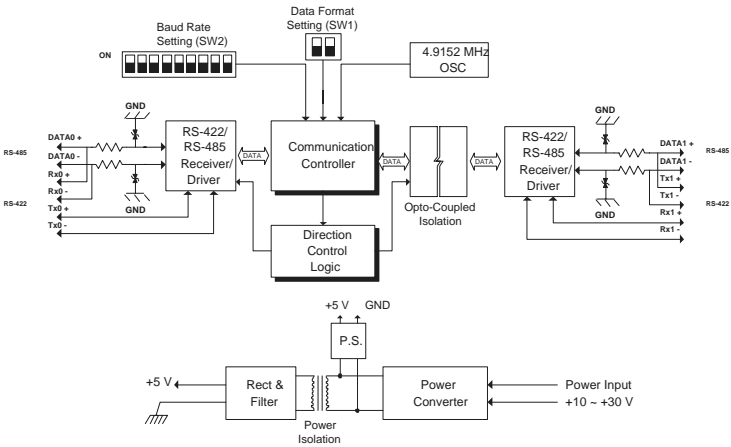 Data Format
Setting (SW1)
Baud Rate
Setting (SW2)
ON
4.9152 MHz
OSC
GND
DATA0 +
RS-485
DATA0 -
Rx0 +
Rx0 -
RS-422
Tx0 +
Tx0 -
GND
RS-422/
RS-485
Receiver/
Driver
DATA
Communication
Controller
DATA
Opto-Coupled
Isolation
DATA
RS-422/
RS-485
Receiver/
Driver
GND
DATA1 +
RS-485
DATA1 -
Tx1 +
Tx1 -
RS-422
GND
Rx1 +
Rx1 -
Direction
Control
Logic
+5 V
GND
P.S.
+5 V
Rect &
Filter
Power
Isolation
Power
Converter
Power Input
+10 ~ +30 V